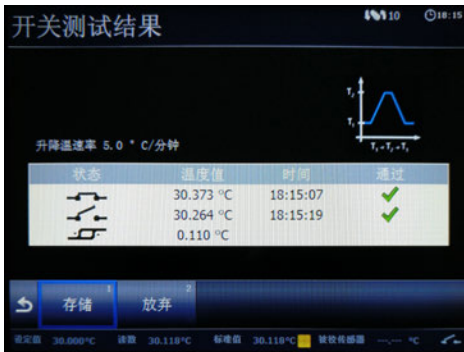 开关测试结果
10
18:15
T₂
T₁
T₁→T₂→T₁
升降温速率 5.0 ° C/分钟
状态 温度值 时间 通过
30.373 °C 18:15:07
30.264 °C 18:15:19
0.110 °C
存储 1
放弃 2
设定值 30.000°C 读数 30.118°C 标准值 30.118°C 被校传感器 ---.--- °C